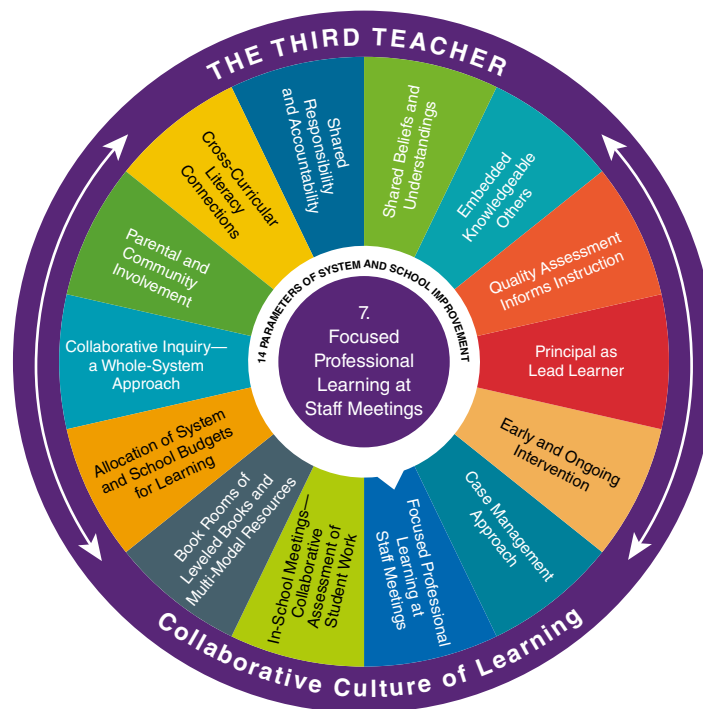 THE THIRD TEACHER
Shared Beliefs and
Understandings
Embedded
Knowledgeable
Others
Quality Assessment
Informs Instruction
Principal as
Lead Learner
Early and Ongoing
Intervention
Case Management
Approach
Focused Professional
Learning at
Staff Meetings
In-School Meetings—
Collaborative
Assessment of
Student Work
Book Rooms of
Leveled Books and
Multi-Modal Resources
Allocation of System
and School Budgets
for Learning
Collaborative Inquiry—
a Whole-System
Approach
Parental and
Community
Involvement
Cross-Curricular
Literacy
Connections
Shared
Responsibility
and Accountability
14 PARAMETERS OF SYSTEM AND SCHOOL IMPROVEMENT
7.
Focused
Professional
Learning at
Staff Meetings
Collaborative Culture of Learning